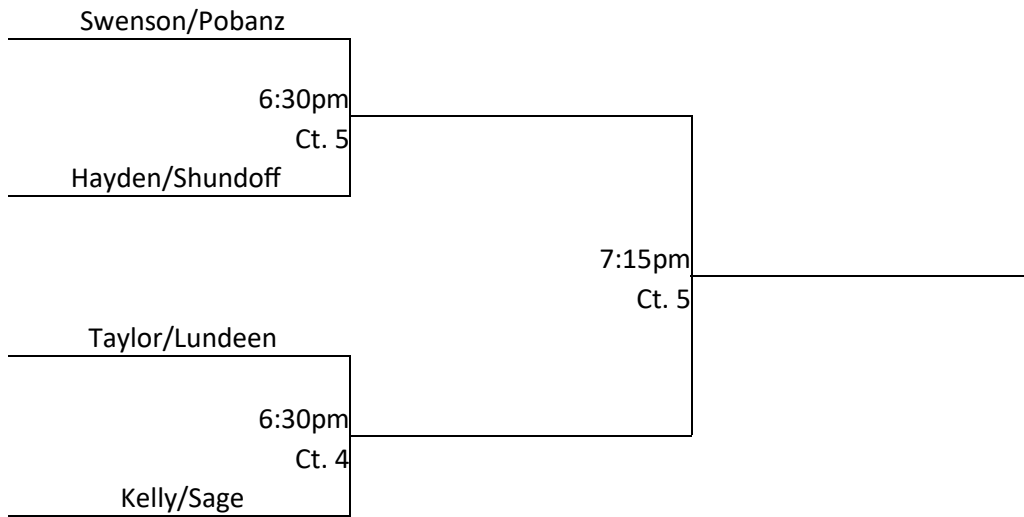 Swenson/Pobanz
6:30pm
Ct. 5
Hayden/Shundoff
7:15pm
Ct. 5
Taylor/Lundeen
6:30pm
Ct. 4
Kelly/Sage